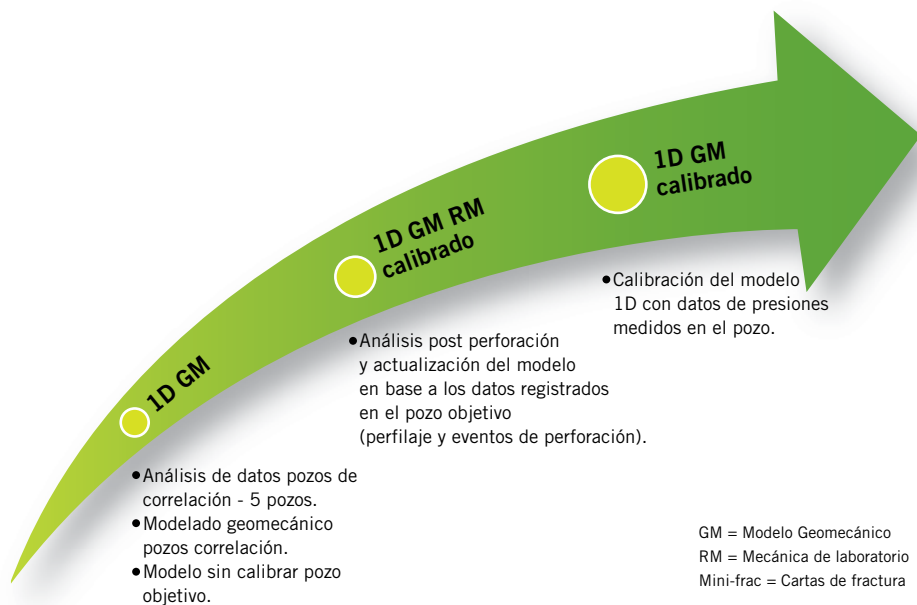 1D GM
•Análisis de datos pozos de
correlación - 5 pozos.
•Modelado geomecánico
pozos correlación.
•Modelo sin calibrar pozo
objetivo.
1D GM RM
calibrado
•Análisis post perforación
y actualización del modelo
en base a los datos registrados
en el pozo objetivo
(perfilaje y eventos de perforación).
1D GM
calibrado
•Calibración del modelo
1D con datos de presiones
medidos en el pozo.
GM = Modelo Geomecánico
RM = Mecánica de laboratorio
Mini-frac = Cartas de fractura